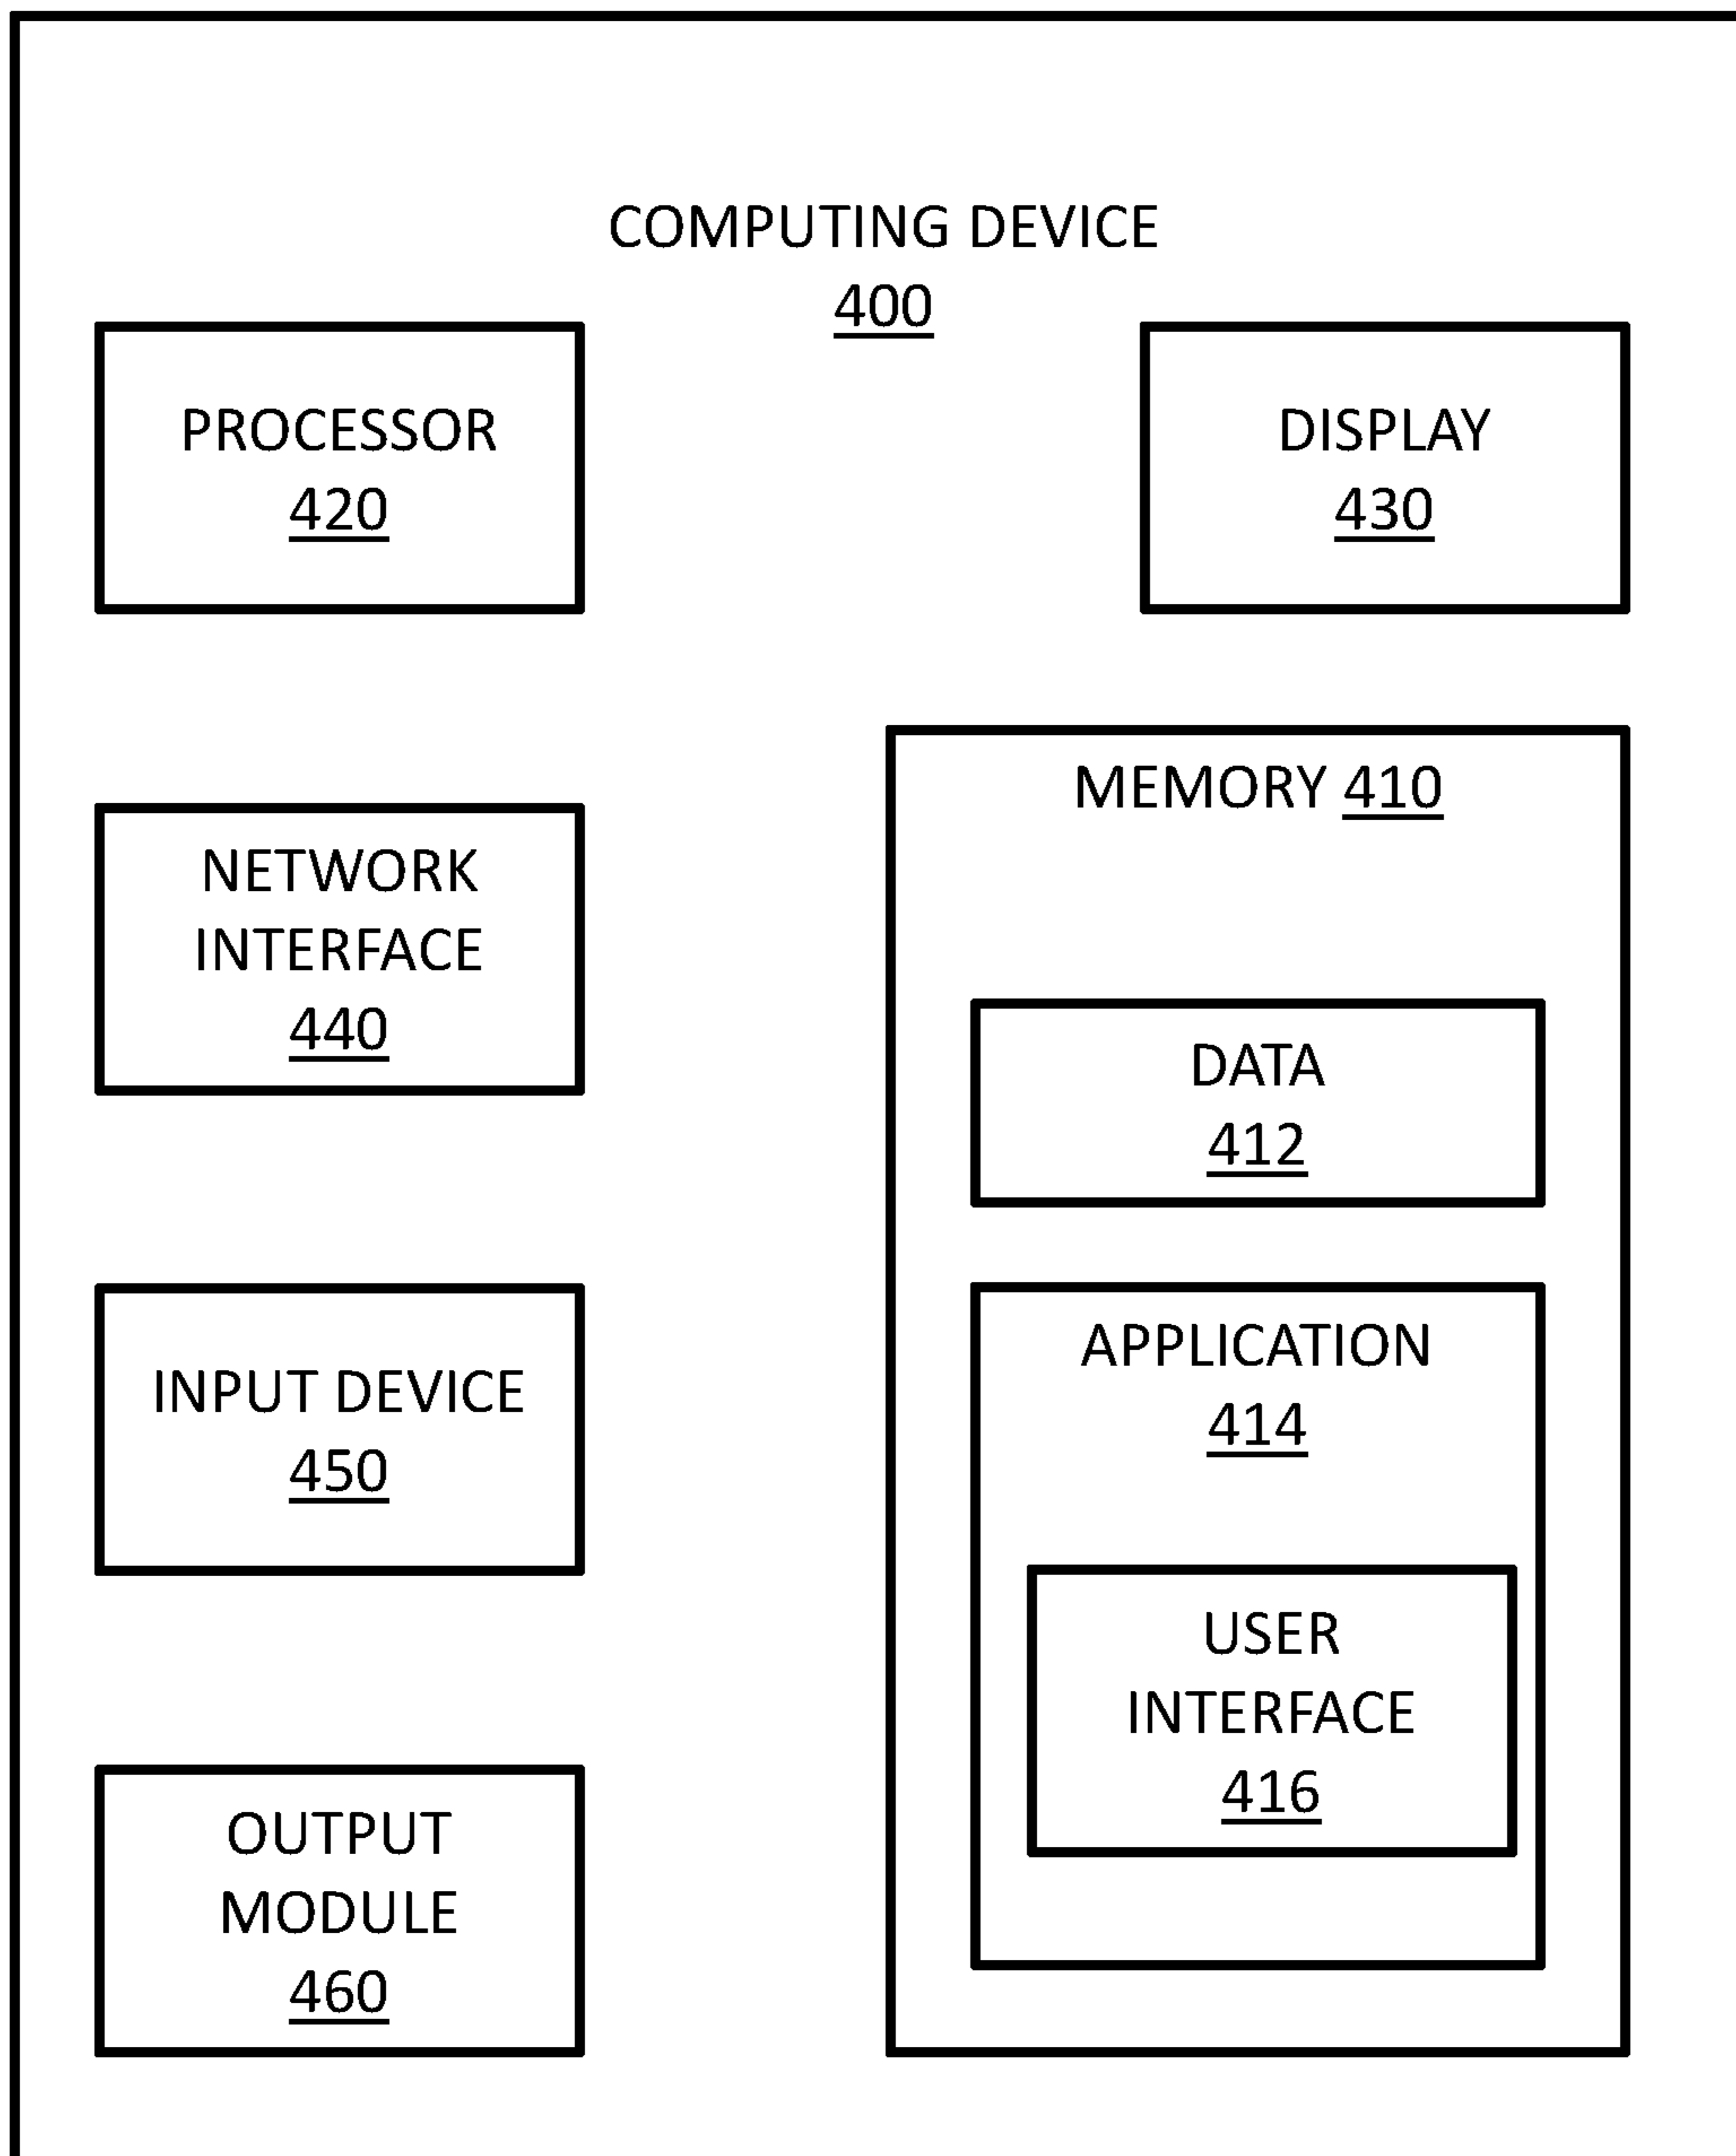 COMPUTING DEVICE
400
PROCESSOR
420
DISPLAY
430
NETWORK
INTERFACE
440
MEMORY 410
DATA
412
INPUT DEVICE
450
APPLICATION
414
USER
INTERFACE
416
OUTPUT
MODULE
460